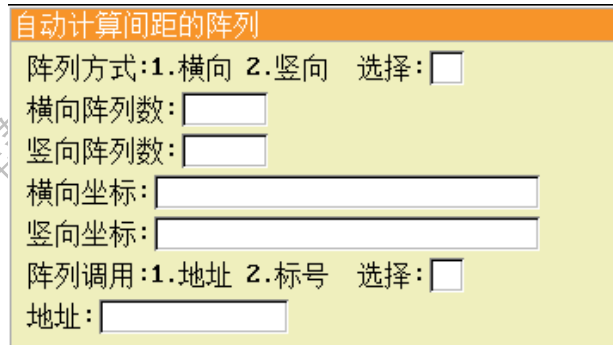 自动计算间距的阵列
阵列方式:1.横向 2.竖向 选择:
横向阵列数:
竖向阵列数:
横向坐标:
竖向坐标:
阵列调用:1.地址 2.标号 选择:
地址: